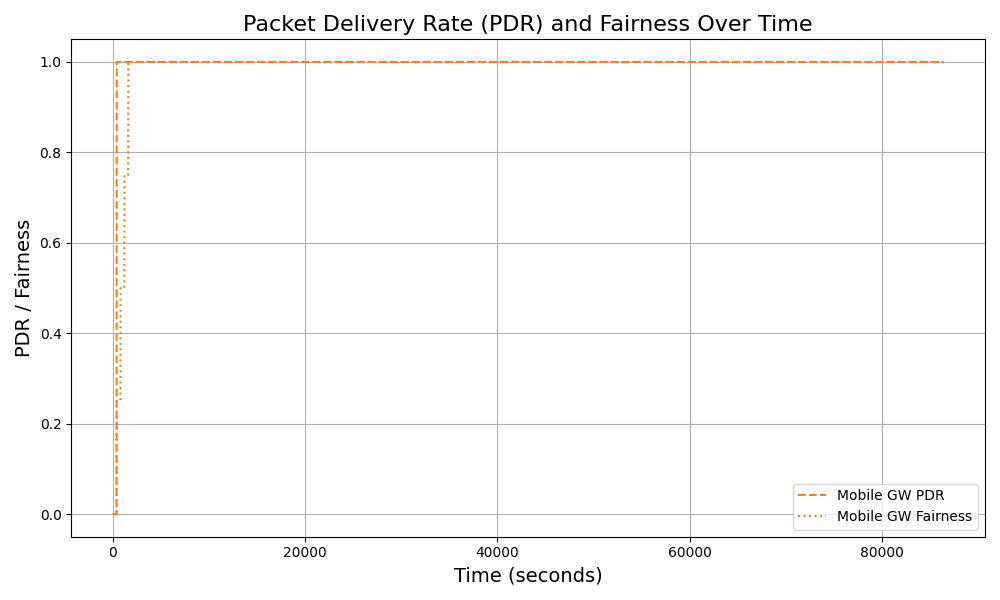 Packet Delivery Rate (PDR) and Fairness Over Time
PDR / Fairness
1.0
0.8
0.6
0.4
0.2
0.0
Mobile GW PDR
Mobile GW Fairness
0 20000 40000 60000 80000
Time (seconds)